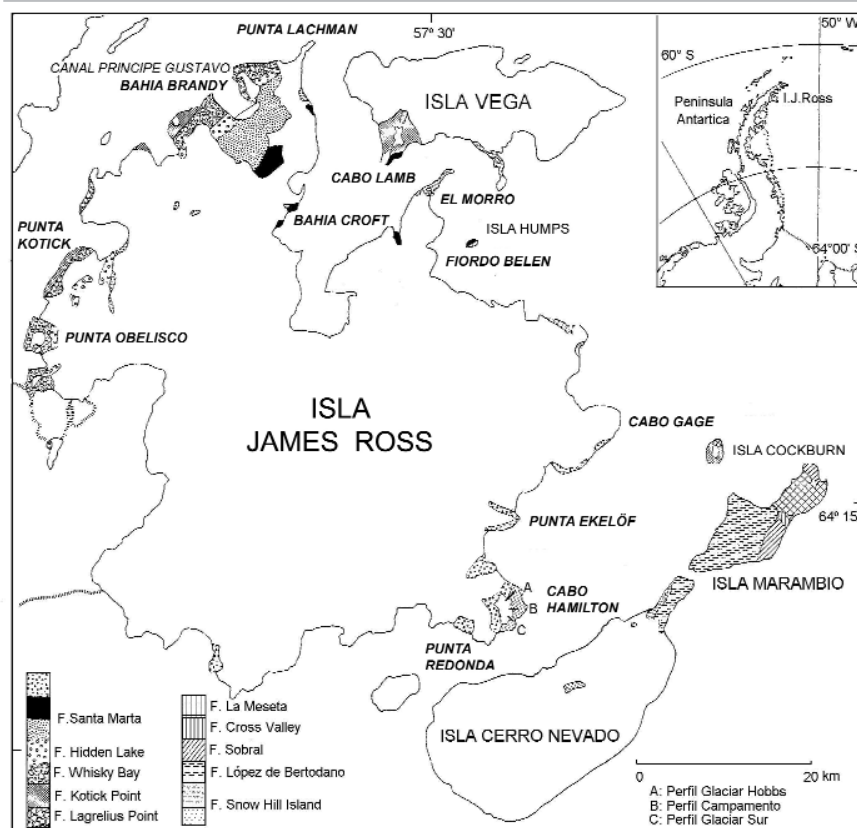 PUNTA LACHMAN
57° 30'
50° W
60° S
CANAL PRINCIPE GUSTAVO
BAHIA BRANDY
ISLA VEGA
Peninsula
Antartica
I.J.Ross
CABO LAMB
EL MORRO
BAHIA CROFT
ISLA HUMPS
PUNTA
KOTICK
64°00' S
FIORDO BELEN
PUNTA OBELISCO
ISLA
JAMES ROSS
CABO GAGE
ISLA COCKBURN
PUNTA EKELÖF
64º 15
ISLA MARAMBIO
A
CABO
HAMILTON
B
C
PUNTA
REDONDA
ISLA CERRO NEVADO
F.Santa Marta
F. Hidden Lake
F. Whisky Bay
F. Kotick Point
F. Lagrelius Point
F. La Meseta
F. Cross Valley
F. Sobral
F. López de Bertodano
F. Snow Hill Island
0 20 km
A: Perfil Glaciar Hobbs
B: Perfil Campamento
C: Perfil Glaciar Sur